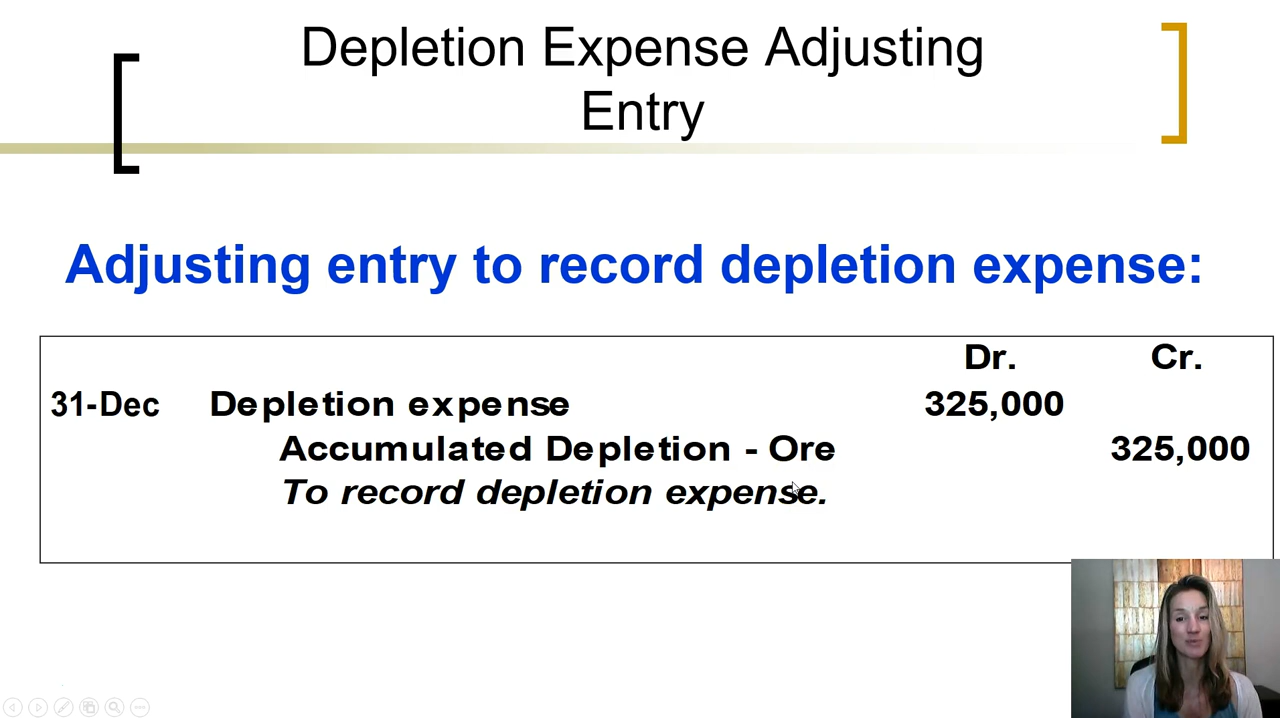 Depletion Expense Adjusting
Entry
Adjusting entry to record depletion expense:
Dr. Cr.
31-Dec Depletion expense 325,000
Accumulated Depletion - Ore 325,000
To record depletion expense.